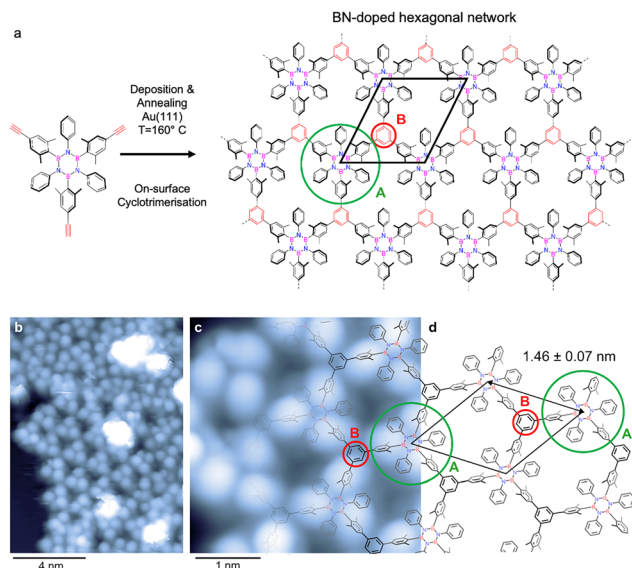 BN-doped hexagonal network
a
Deposition &
Annealing
Au(111)
T=160° C
On-surface
Cyclotrimerisation
B
A
b
c
d
1.46 ± 0.07 nm
B
A
B
A
4 nm
1 nm